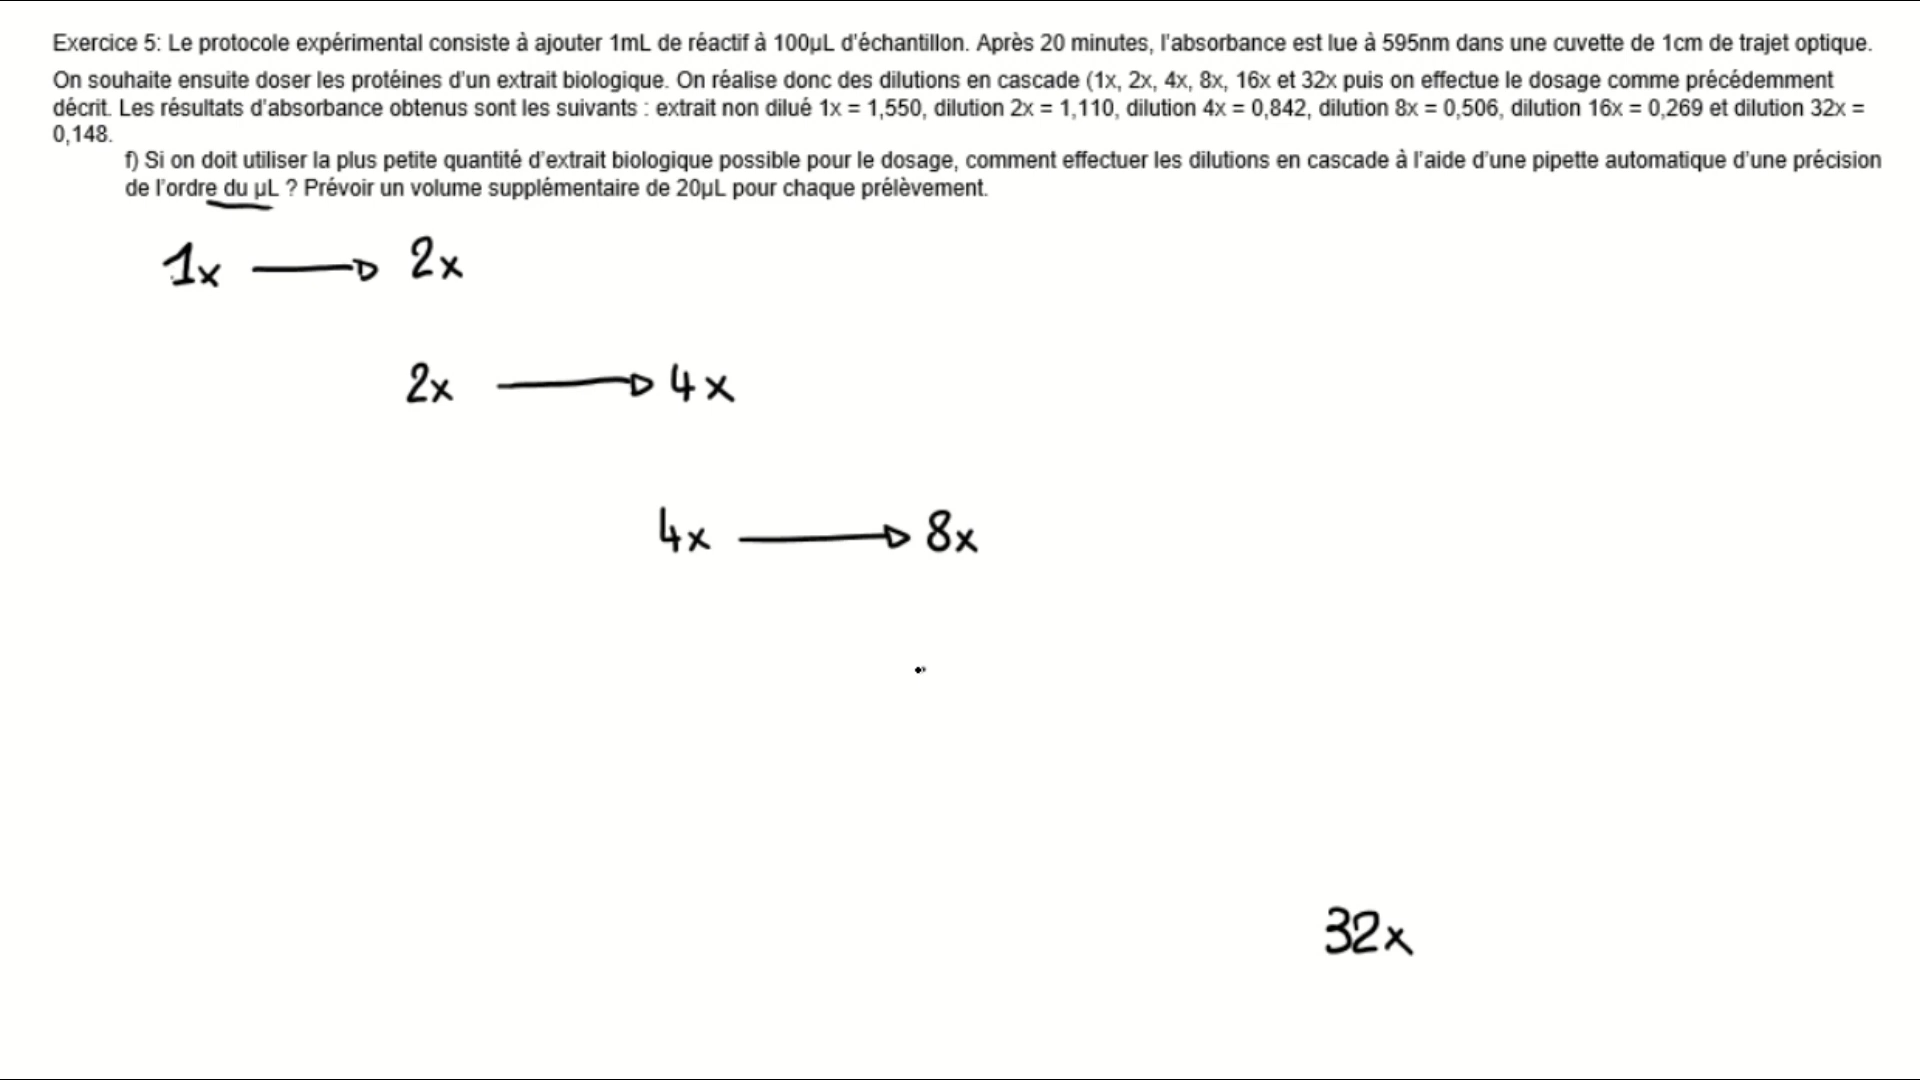 Exercice 5: Le protocole expérimental consiste à ajouter 1mL de réactif à 100µL d'échantillon. Après 20 minutes, l'absorbance est lue à 595nm dans une cuvette de 1cm de trajet optique.
On souhaite ensuite doser les protéines d'un extrait biologique. On réalise donc des dilutions en cascade (1x, 2x, 4x, 8x, 16x et 32x puis on effectue le dosage comme précédemment
décrit. Les résultats d'absorbance obtenus sont les suivants : extrait non dilué 1x = 1,550, dilution 2x = 1,110, dilution 4x = 0,842, dilution 8x = 0,506, dilution 16x = 0,269 et dilution 32x =
0,148.
f) Si on doit utiliser la plus petite quantité d'extrait biologique possible pour le dosage, comment effectuer les dilutions en cascade à l'aide d'une pipette automatique d'une précision
de l'ordre du µL ? Prévoir un volume supplémentaire de 20µL pour chaque prélèvement.
1x → 2x
2x → 4x
4x → 8x
32x